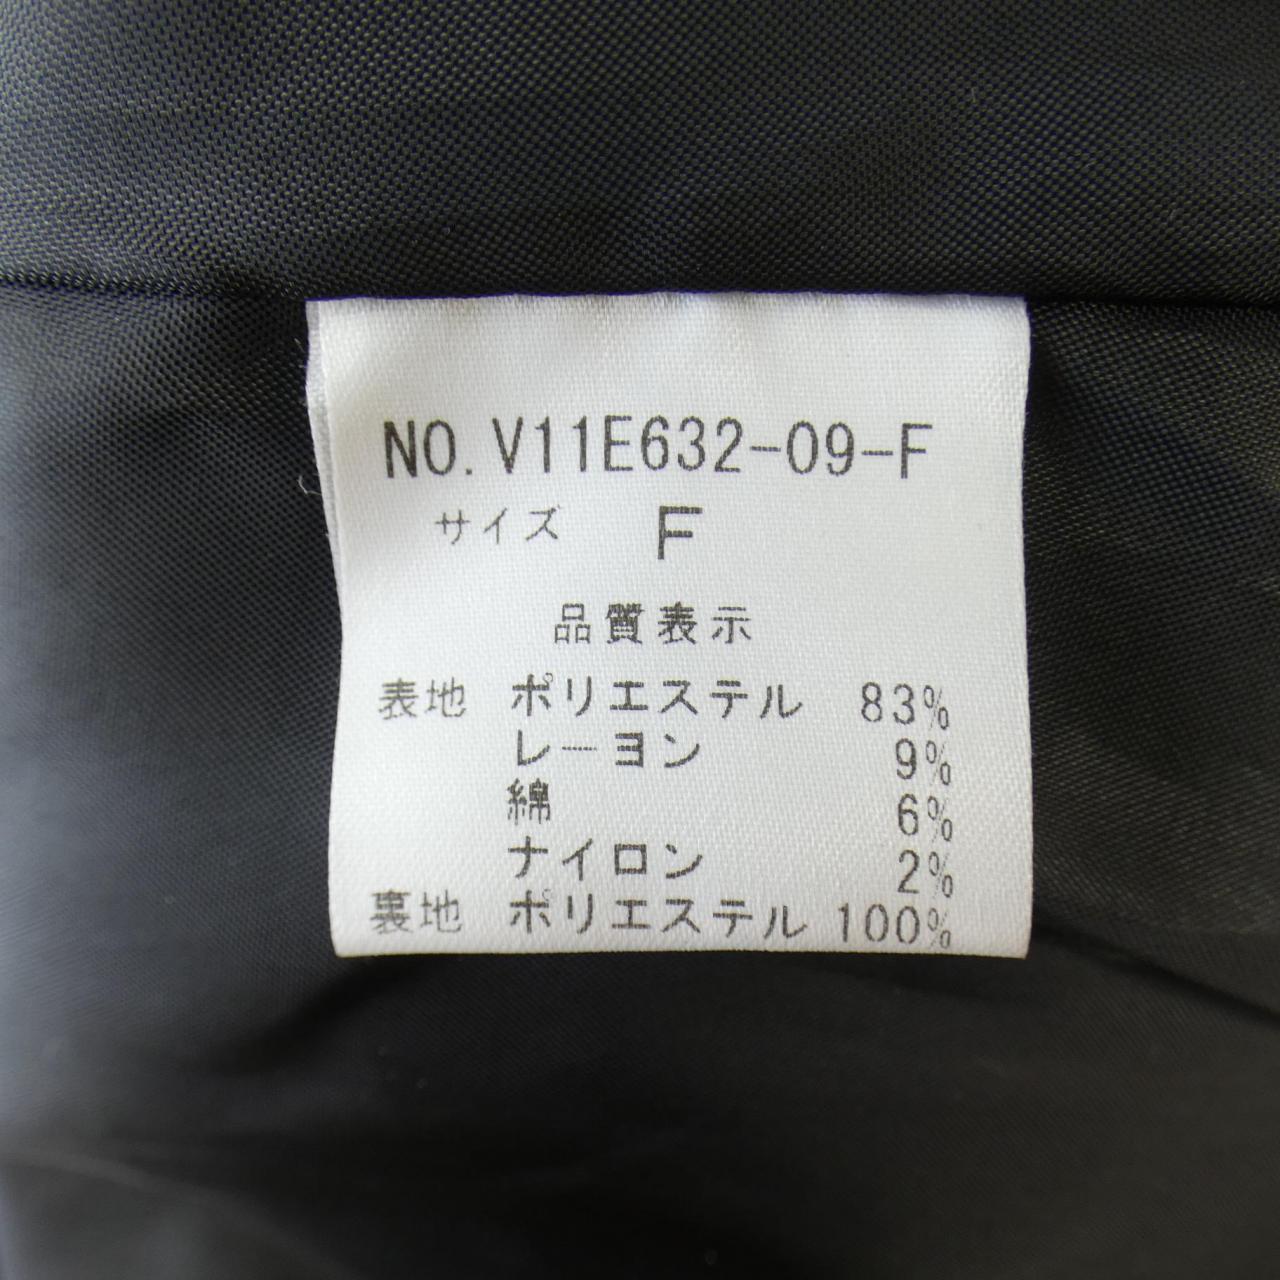 NO. V11E632-09-F
サイズ F
品質表示
表地 ポリエステル 83%
レーヨン 9%
綿 6%
ナイロン 2%
裏地 ポリエステル 100%